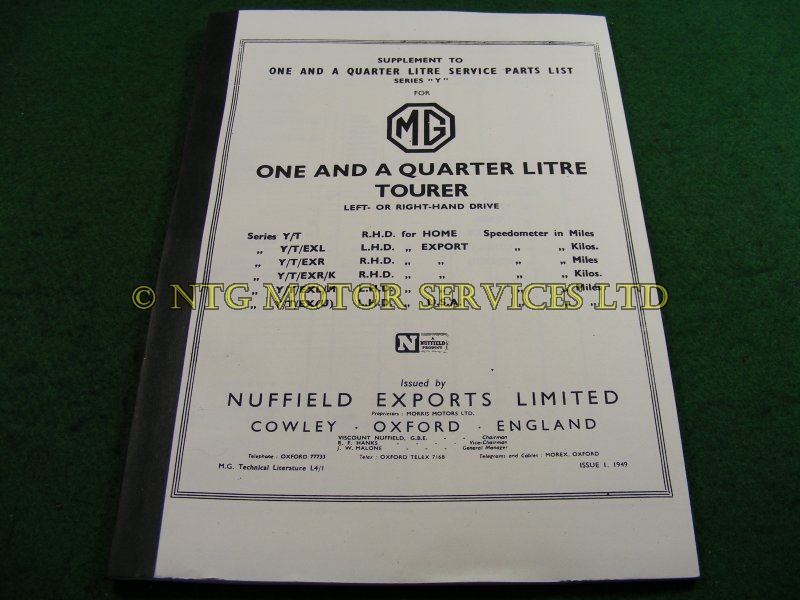 SUPPLEMENT TO
ONE AND A QUARTER LITRE SERVICE PARTS LIST
SERIES "Y"
FOR
MG
ONE AND A QUARTER LITRE
TOURER
LEFT- OR RIGHT-HAND DRIVE
Series Y/T R.H.D. for HOME Speedometer in Miles
„ Y/T/EXL L.H.D. „ EXPORT „ „ Kilos.
„ Y/T/EXR R.H.D. „ „ „ „ Miles
„ Y/T/EXR/K R.H.D. „ „ „ „ Kilos.
„ L.H.D. „ „ „ „ Miles
„ L.H.D. „ U.S.A. „ „ „
© NTG MOTOR SERVICES LTD
N A NUFFIELD PRODUCT
Issued by
NUFFIELD EXPORTS LIMITED
Proprietors : MORRIS MOTORS LTD.
COWLEY · OXFORD · ENGLAND
VISCOUNT NUFFIELD, G.B.E. - - Chairman
R. F. HANKS - - - - - Vice-Chairman
J. W. MALONE - - - - General Manager
Telephone : OXFORD 77733 Telex : OXFORD TELEX 7168 Telegrams and Cables : MOREX, OXFORD
M.G. Technical Literature L4/1 ISSUE 1. 1949